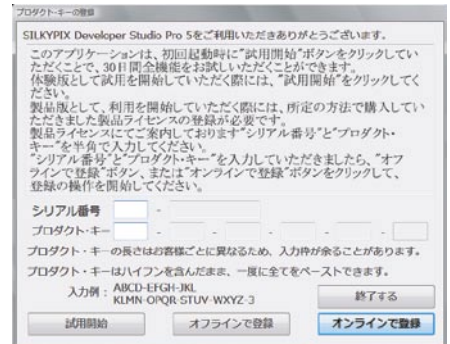 プロダクト・キーの登録
SILKYPIX Developer Studio Pro 5をご利用いただきありがとうございます。
このアプリケーションは、初回起動時に"試用開始"ボタンをクリックしてい
ただくことで、30日間全機能をお試しいただくことができます。
体験版として試用を開始していただく際には、"試用開始"をクリックしてく
ださい。
製品版として、利用を開始していただく際には、所定の方法で購入してい
ただきました製品ライセンスの登録が必要です。
製品ライセンスにてご案内しております"シリアル番号"と"プロダクト・
キー"を半角で入力してください。
"シリアル番号"と"プロダクト・キー"を入力していただきましたら、"オフ
ラインで登録"ボタン、または"オンラインで登録"ボタンをクリックして、
登録の操作を開始してください。
シリアル番号 -
プロダクト・キー - - - - -
プロダクト・キーの長さはお客様ごとに異なるため、入力枠が余ることがあります。
プロダクト・キーはハイフンを含んだまま、一度に全てをペーストできます。
入力例： ABCD-EFGH-JKL
KLMN-OPQR-STUV-WXYZ-3
終了する
試用開始 オフラインで登録 オンラインで登録